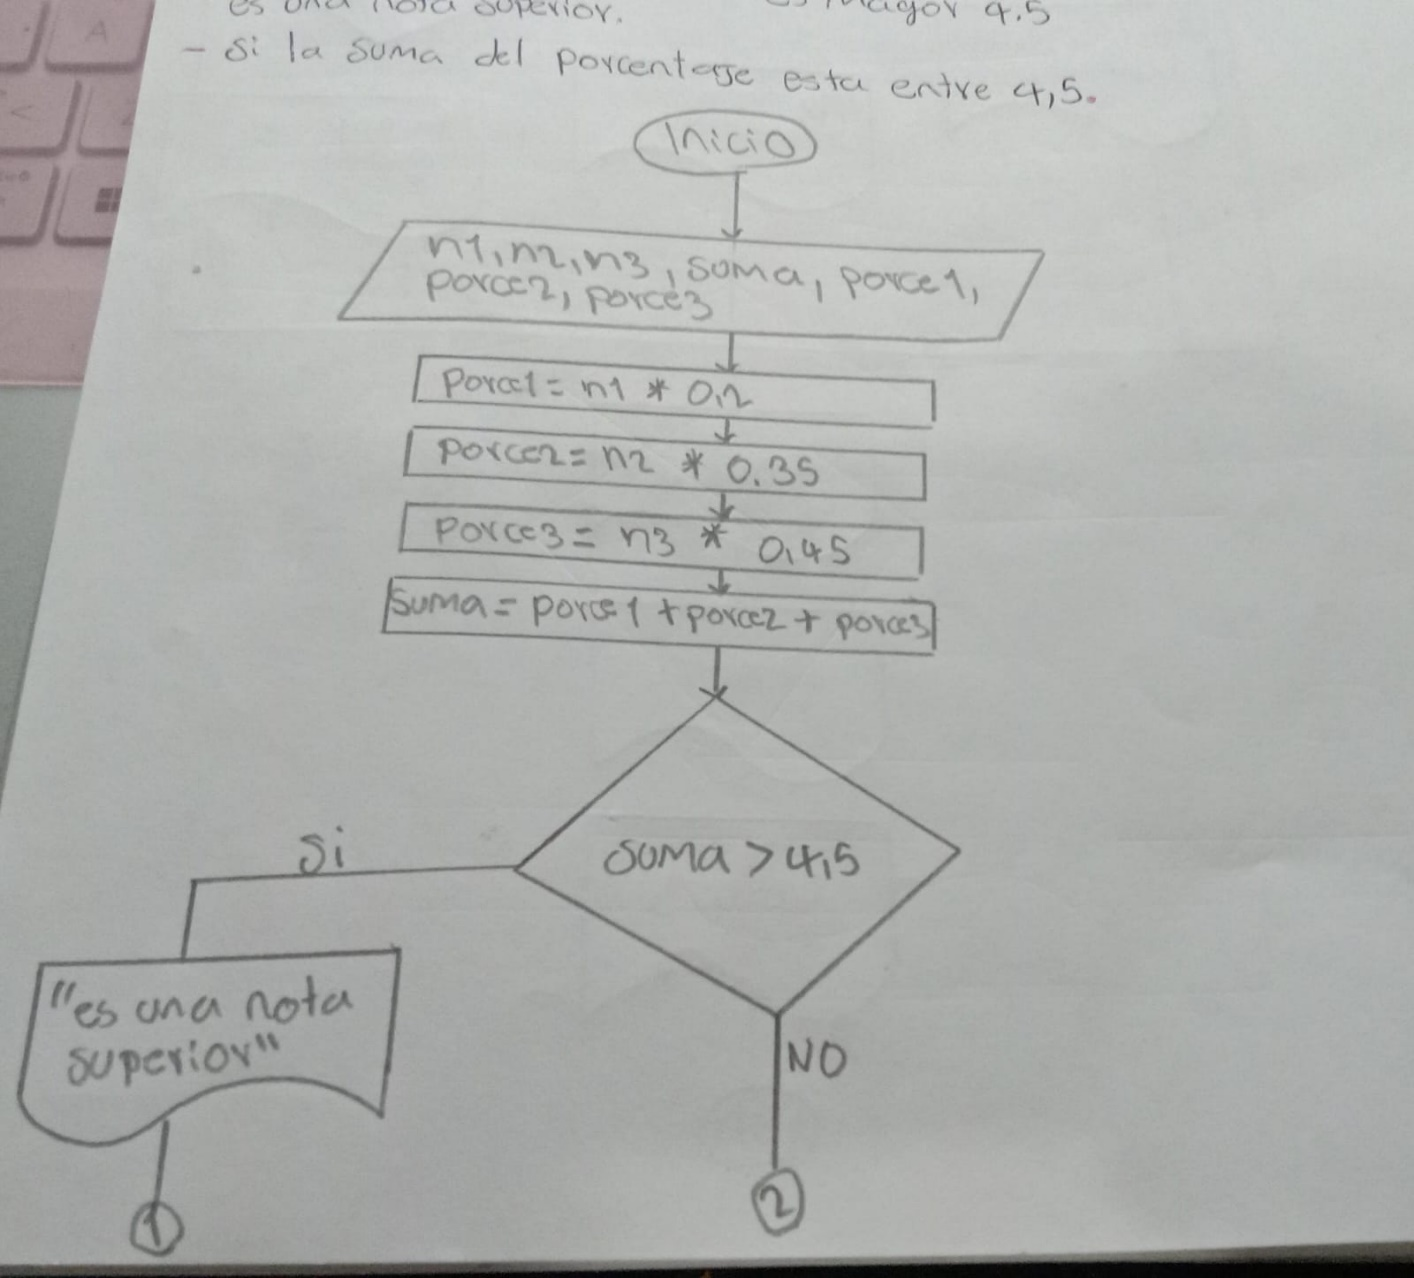 es una nota superior.
es mayor 4.5
- Si la suma del porcentage esta entre 4,5.
Inicio
n1, n2, n3, suma, porce1,
porce2, porce3
porce1 = n1 * 0,2
porce2 = n2 * 0.35
porce3 = n3 * 0,45
suma = porce1 + porce2 + porce3
suma > 4,5
Si
"es una nota
superior"
NO
1
2
A
<